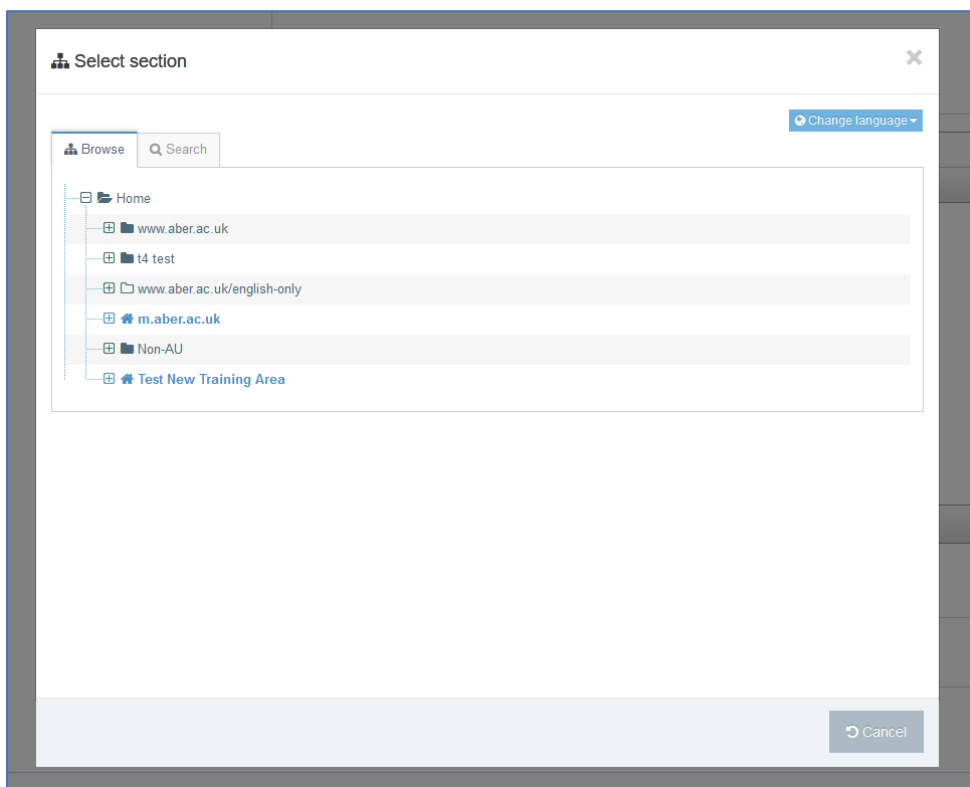 Select section
Change language
Browse
Search
Home
www.aber.ac.uk
t4 test
www.aber.ac.uk/english-only
m.aber.ac.uk
Non-AU
Test New Training Area
Cancel